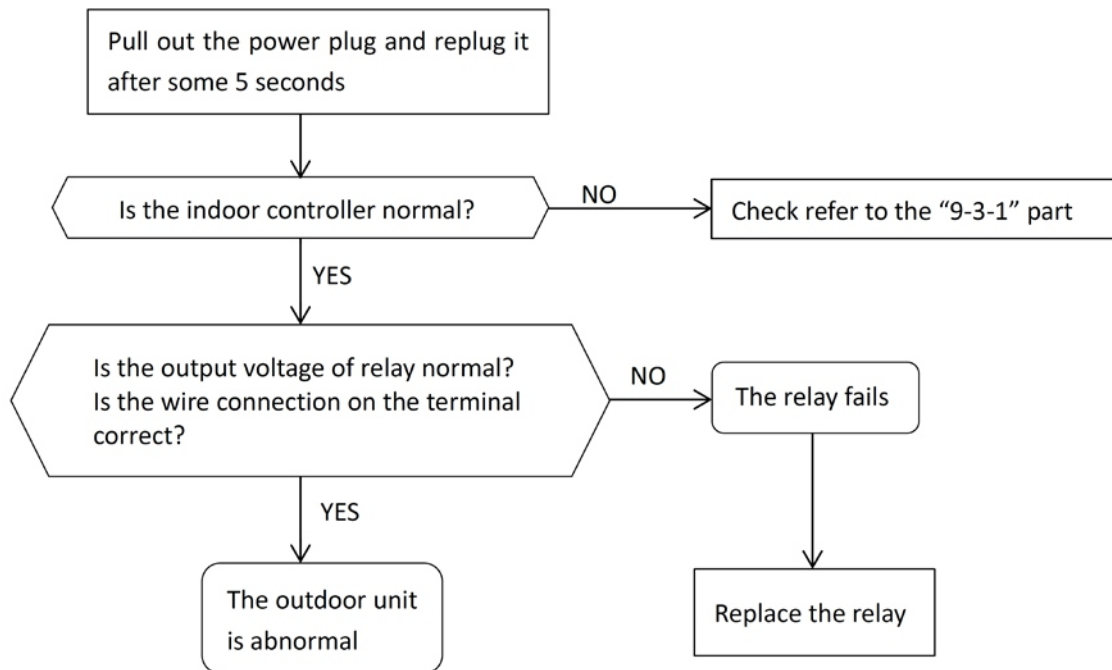 Pull out the power plug and replug it
after some 5 seconds
Is the indoor controller normal?
NO
Check refer to the “9-3-1” part
YES
Is the output voltage of relay normal?
Is the wire connection on the terminal
correct?
NO
The relay fails
YES
The outdoor unit
is abnormal
Replace the relay